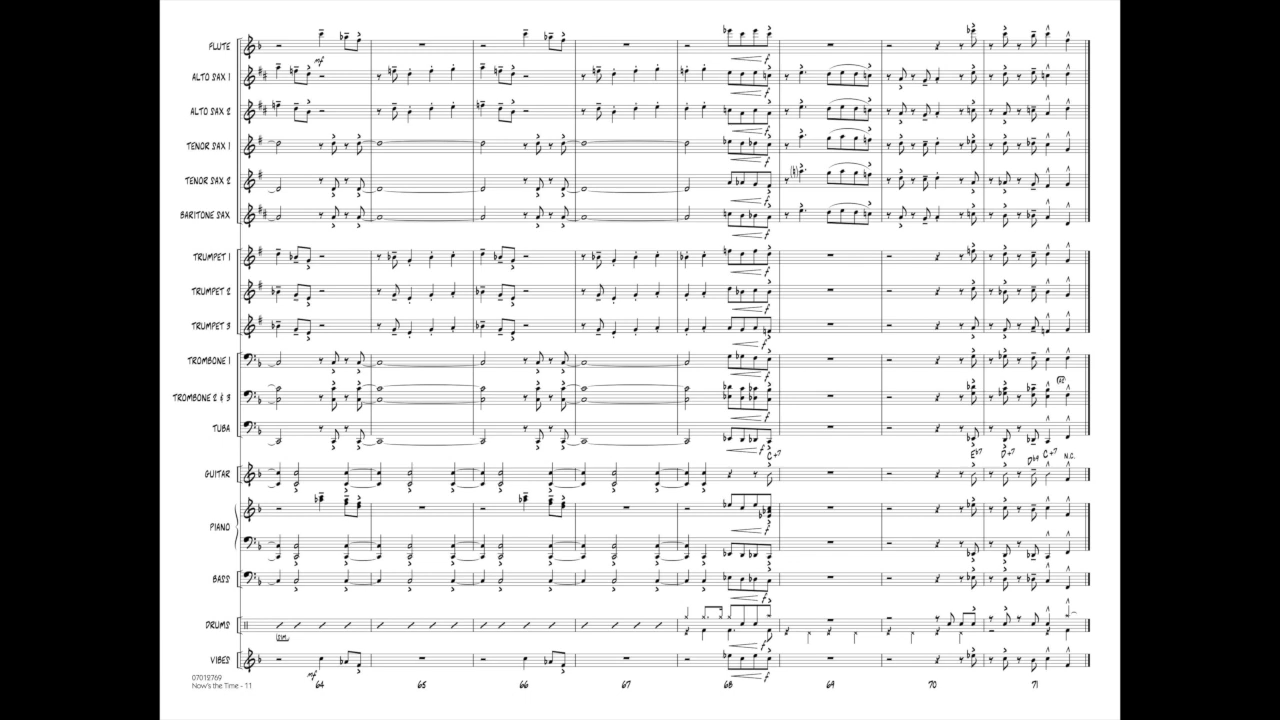 FLUTE
mf
f
ALTO SAX 1
f
ALTO SAX 2
f
TENOR SAX 1
f
TENOR SAX 2
f
BARITONE SAX
f
TRUMPET 1
f
TRUMPET 2
f
TRUMPET 3
f
TROMBONE 1
f
TROMBONE 2 & 3
f
TUBA
f
C+7 E♭7 D+7 D♭9 C+7 N.C.
GUITAR
PIANO
f
BASS
f
DRUMS
f
VIBES
mf f
07012769
Now's the Time - 11
64 65 66 67 68 69 70 71